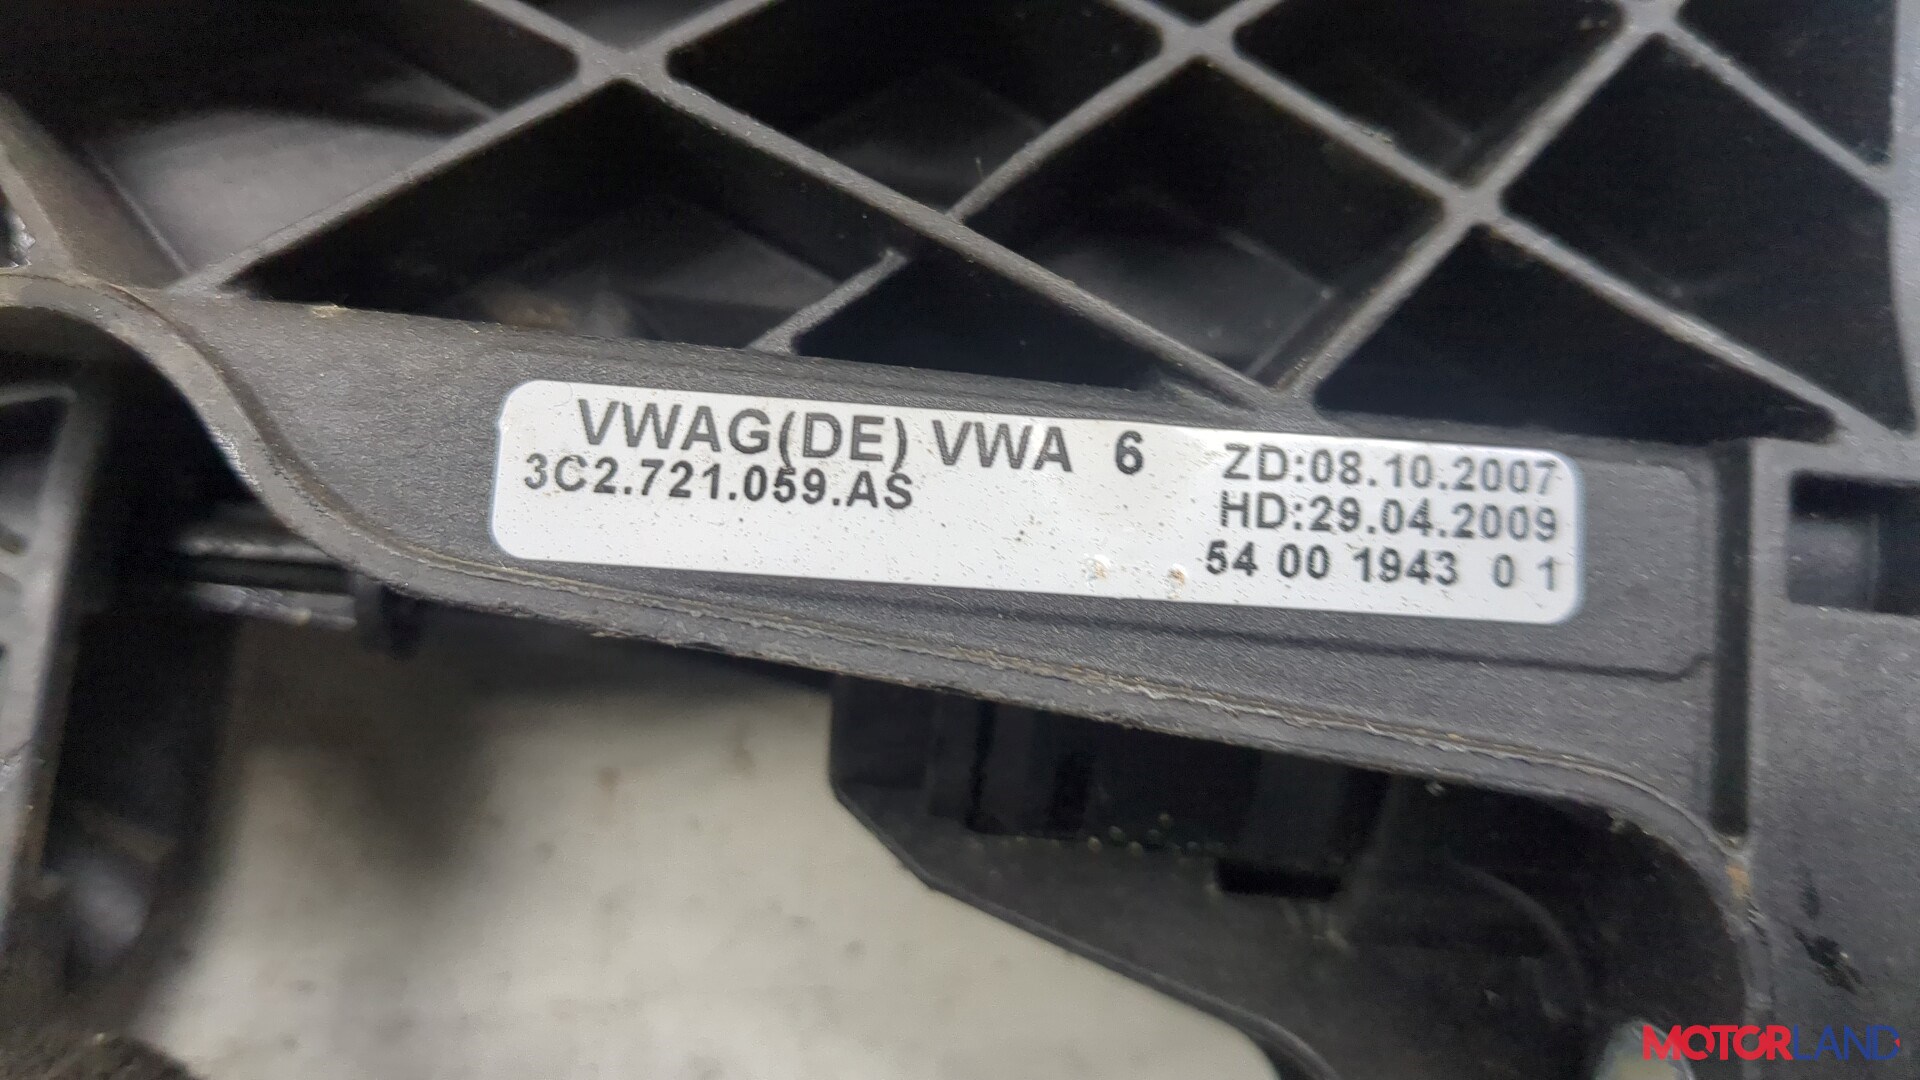 VWAG(DE) VWA 6
3C2.721.059.AS
ZD:08.10.2007
HD:29.04.2009
54 00 1943 0 1
MOTORLAND